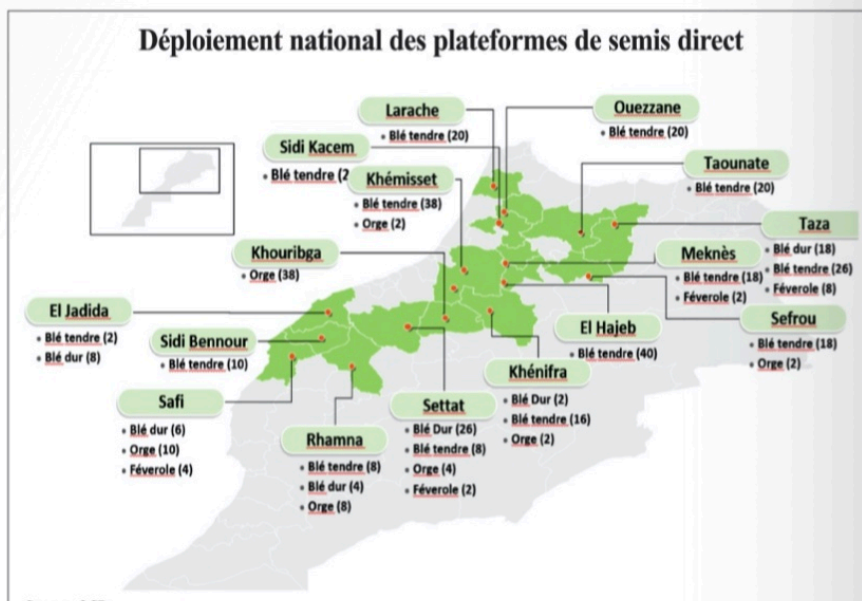 Déploiement national des plateformes de semis direct
Larache
• Blé tendre (20)
Ouezzane
• Blé tendre (20)
Sidi Kacem
• Blé tendre (2
Khémisset
• Blé tendre (38)
• Orge (2)
Taounate
• Blé tendre (20)
Taza
• Blé dur (18)
• Blé tendre (26)
• Féverole (8)
Khouribga
• Orge (38)
Meknès
• Blé tendre (18)
• Féverole (2)
El Jadida
• Blé tendre (2)
• Blé dur (8)
Sidi Bennour
• Blé tendre (10)
El Hajeb
• Blé tendre (40)
Sefrou
• Blé tendre (18)
• Orge (2)
Khénifra
• Blé Dur (2)
• Blé tendre (16)
• Orge (2)
Safi
• Blé dur (6)
• Orge (10)
• Féverole (4)
Rhamna
• Blé tendre (8)
• Blé dur (4)
• Orge (8)
Settat
• Blé Dur (26)
• Blé tendre (8)
• Orge (4)
• Féverole (2)